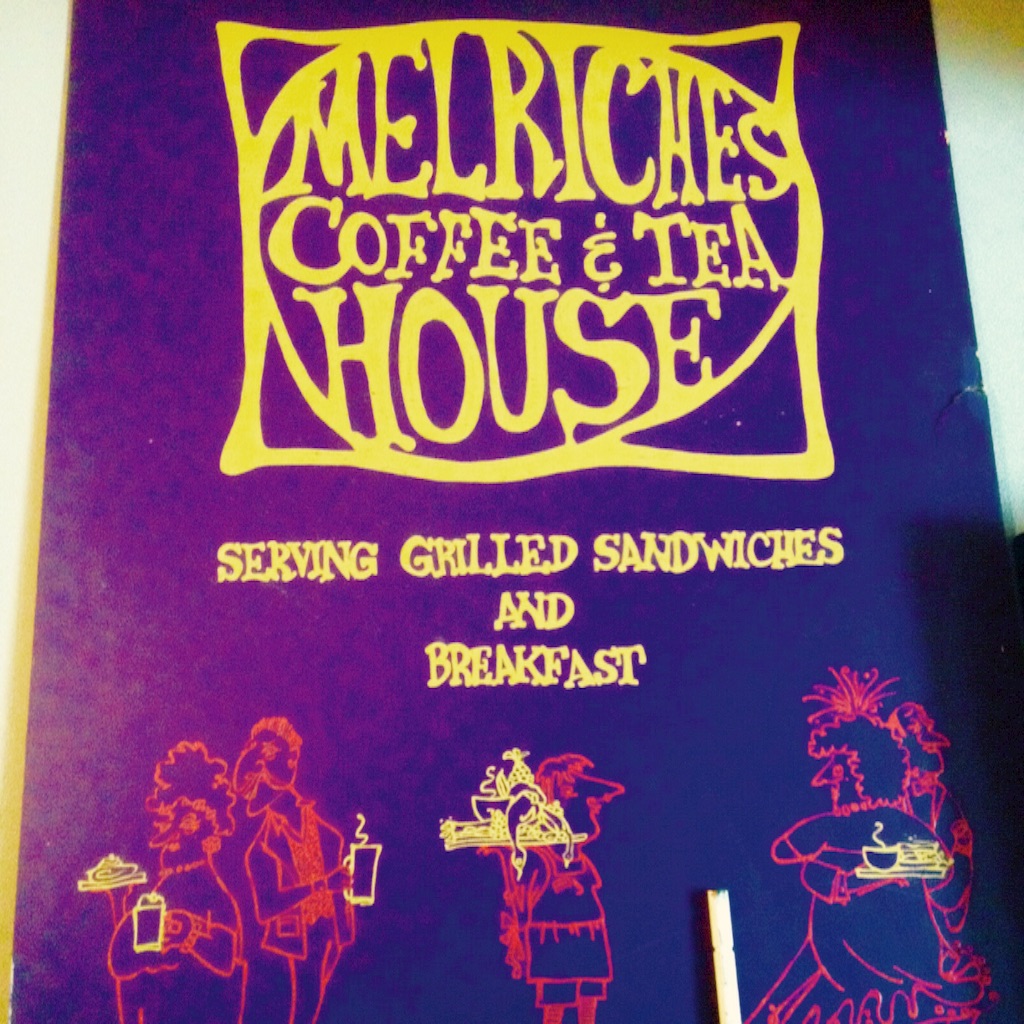 MELRICHES
COFFEE & TEA
HOUSE
SERVING GRILLED SANDWICHES
AND
BREAKFAST